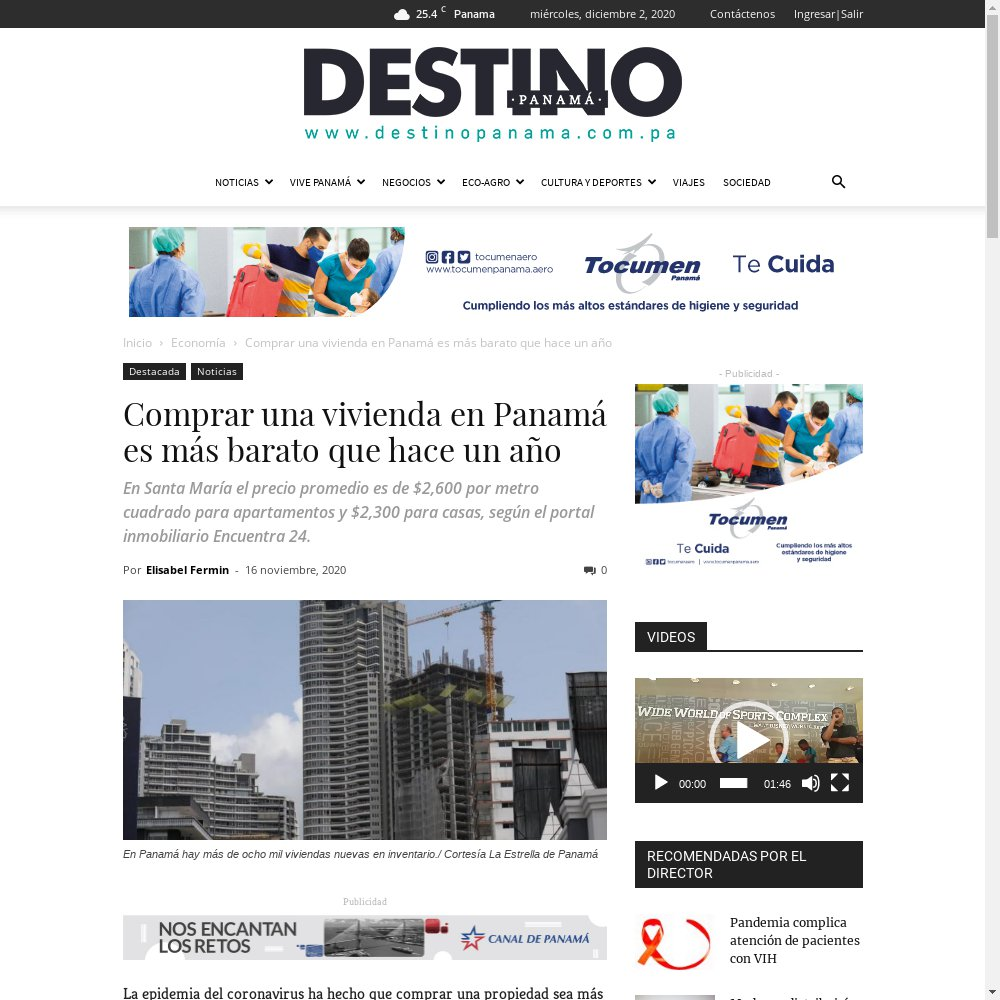 25.4 C Panama miércoles, diciembre 2, 2020 Contáctenos Ingresar|Salir
DESTINO
·PANAMÁ·
www.destinopanama.com.pa
NOTICIAS VIVE PANAMÁ NEGOCIOS ECO-AGRO CULTURA Y DEPORTES VIAJES SOCIEDAD
tocumenaero
www.tocumenpanama.aero
Tocumen
Panamá
Te Cuida
Cumpliendo los más altos estándares de higiene y seguridad
Inicio › Economía › Comprar una vivienda en Panamá es más barato que hace un año
Destacada Noticias
Comprar una vivienda en Panamá
es más barato que hace un año
En Santa María el precio promedio es de $2,600 por metro
cuadrado para apartamentos y $2,300 para casas, según el portal
inmobiliario Encuentra 24.
Por Elisabel Fermin - 16 noviembre, 2020 0
En Panamá hay más de ocho mil viviendas nuevas en inventario./ Cortesía La Estrella de Panamá
Publicidad
NOS ENCANTAN
LOS RETOS
CANAL DE PANAMÁ
La epidemia del coronavirus ha hecho que comprar una propiedad sea más
- Publicidad -
Tocumen
Panamá
Te Cuida
Cumpliendo los más altos
estándares de higiene
y seguridad
tocumenaero | www.tocumenpanama.aero
VIDEOS
WIDE WORLD OF SPORTS COMPLEX
00:00 01:46
RECOMENDADAS POR EL
DIRECTOR
Pandemia complica
atención de pacientes
con VIH